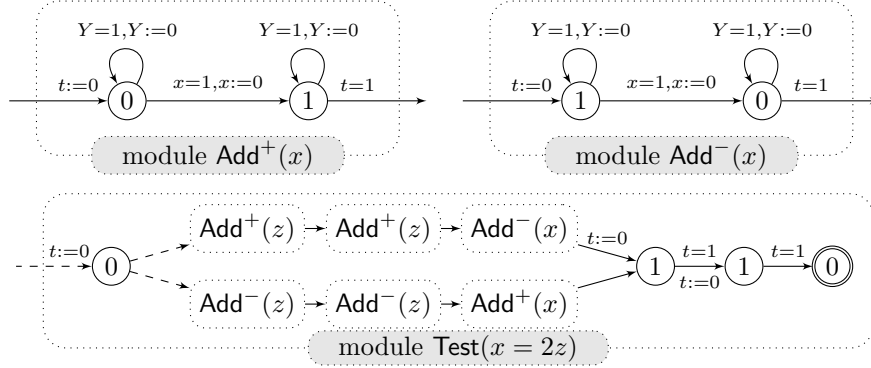 Y=1,Y:=0 Y=1,Y:=0
t:=0 0 x=1,x:=0 1 t=1
module Add⁺(x)
Y=1,Y:=0 Y=1,Y:=0
t:=0 1 x=1,x:=0 0 t=1
module Add⁻(x)
t:=0 0
Add⁺(z) Add⁺(z) Add⁻(x) t:=0
Add⁻(z) Add⁻(z) Add⁺(x)
1 t=1 t:=0 1 t=1 0
module Test(x = 2z)